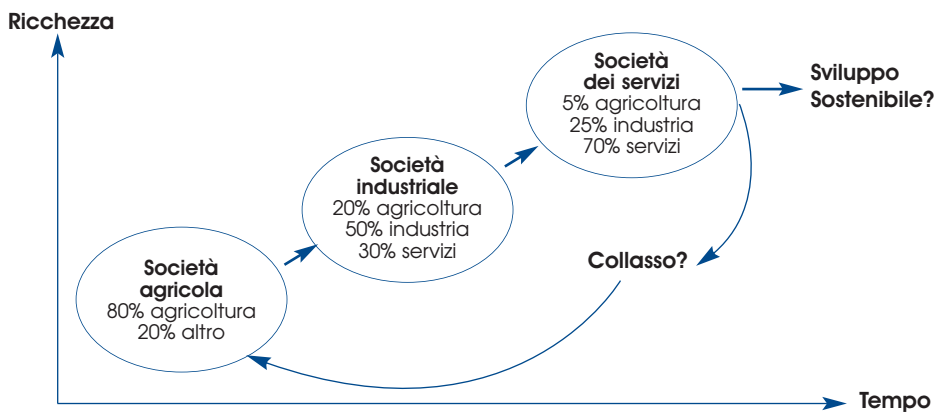 Ricchezza
Società
dei servizi
5% agricoltura
25% industria
70% servizi
Sviluppo
Sostenibile?
Società
industriale
20% agricoltura
50% industria
30% servizi
Collasso?
Società
agricola
80% agricoltura
20% altro
Tempo